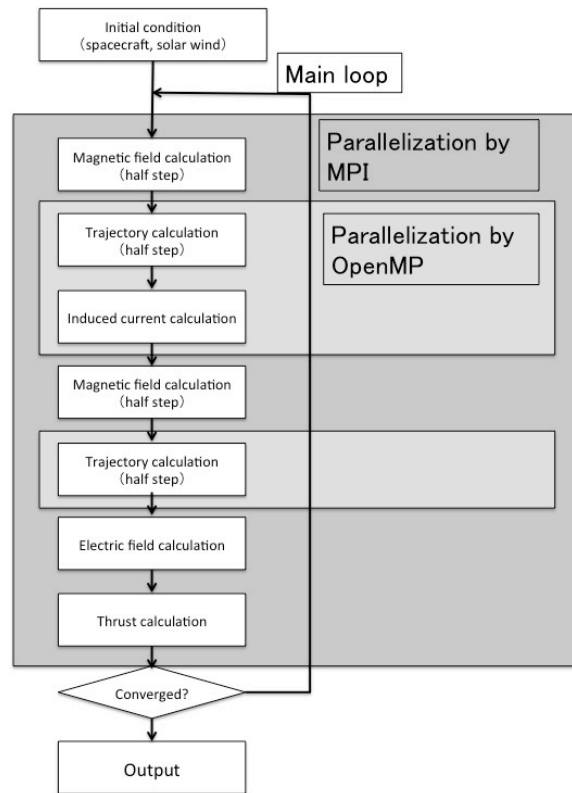 Initial condition
（spacecraft, solar wind）
Main loop
Parallelization by
MPI
Magnetic field calculation
(half step）
Parallelization by
OpenMP
Trajectory calculation
(half step）
Induced current calculation
Magnetic field calculation
(half step）
Trajectory calculation
(half step）
Electric field calculation
Thrust calculation
Converged?
Output